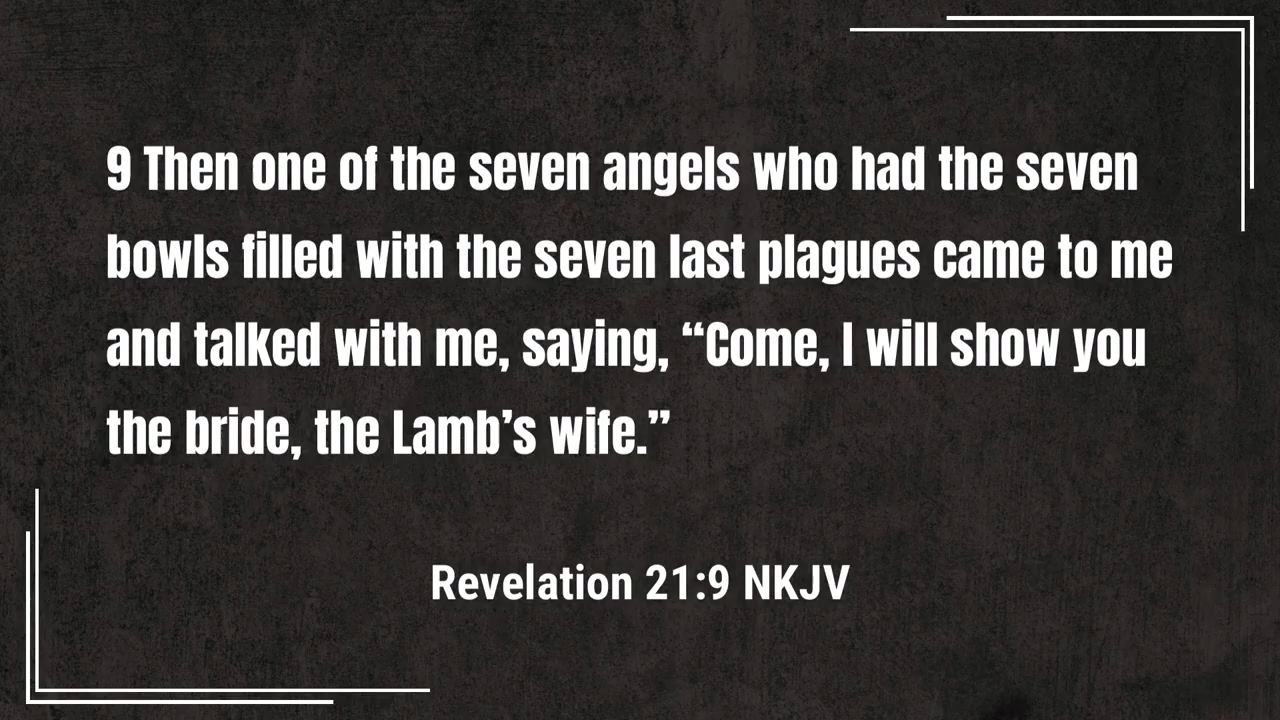 9 Then one of the seven angels who had the seven
bowls filled with the seven last plagues came to me
and talked with me, saying, “Come, I will show you
the bride, the Lamb’s wife.”
Revelation 21:9 NKJV